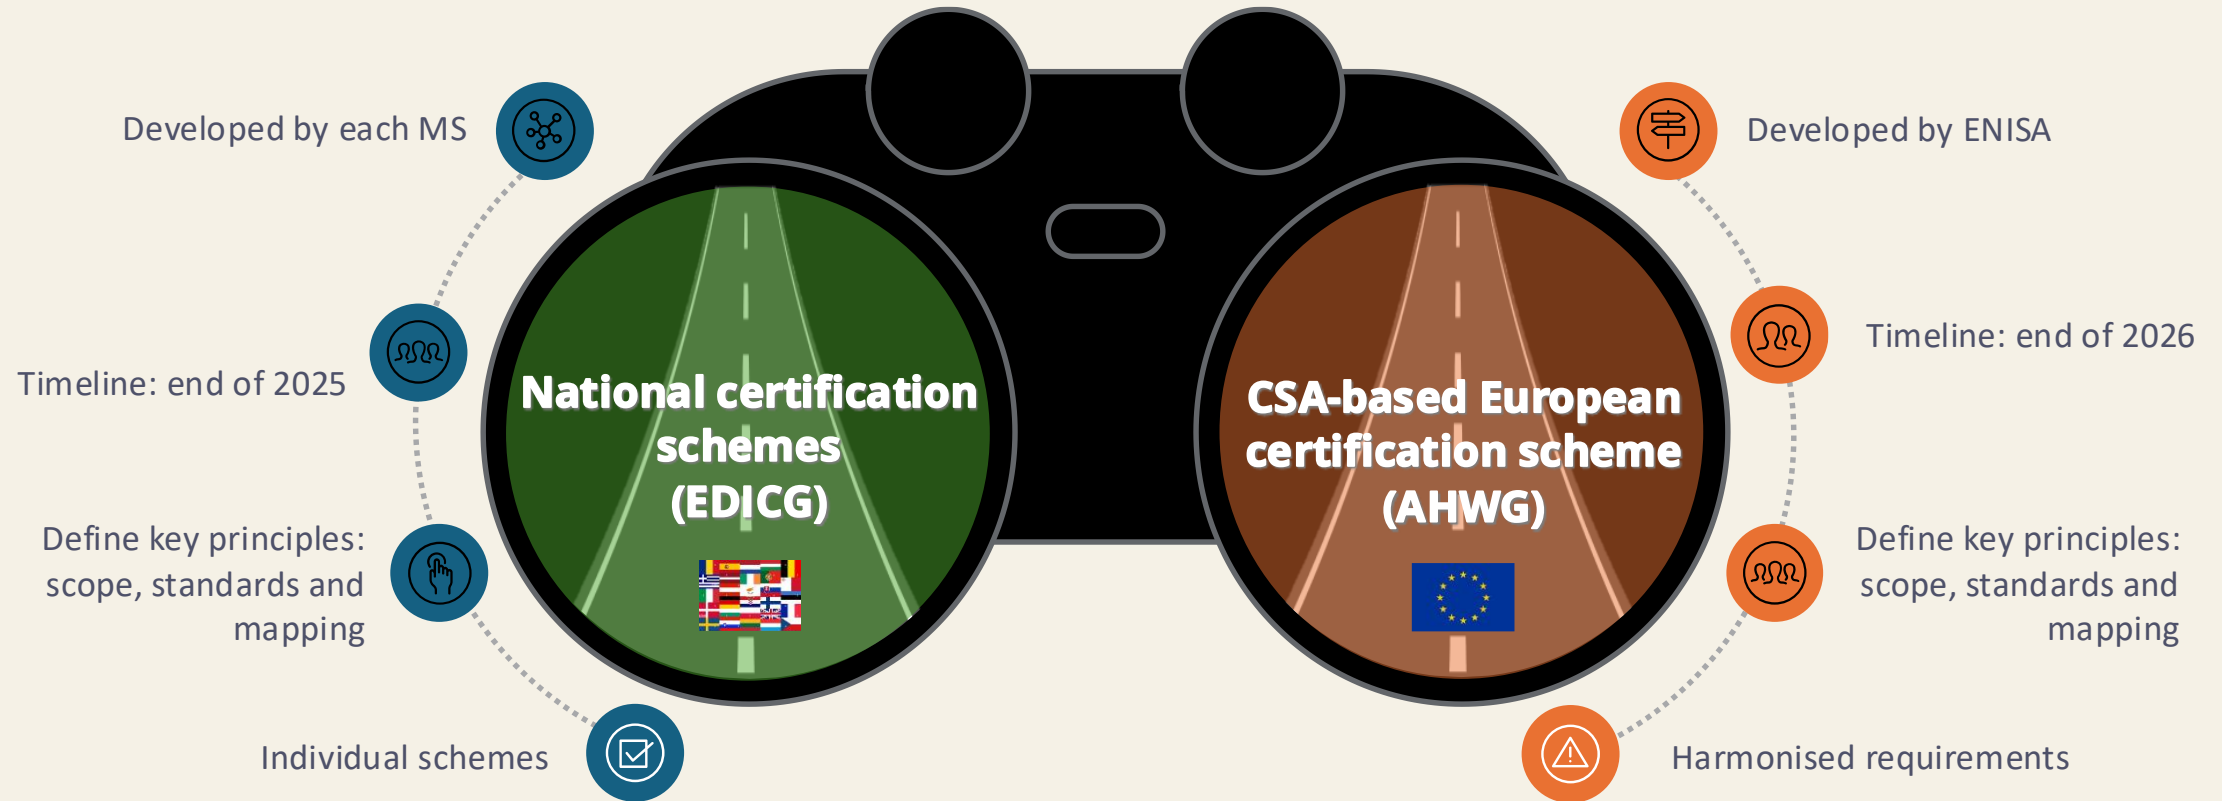 Developed by each MS
Timeline: end of 2025
Define key principles:
scope, standards and
mapping
Individual schemes
National certification
schemes
(EDICG)
CSA-based European
certification scheme
(AHWG)
Developed by ENISA
Timeline: end of 2026
Define key principles:
scope, standards and
mapping
Harmonised requirements